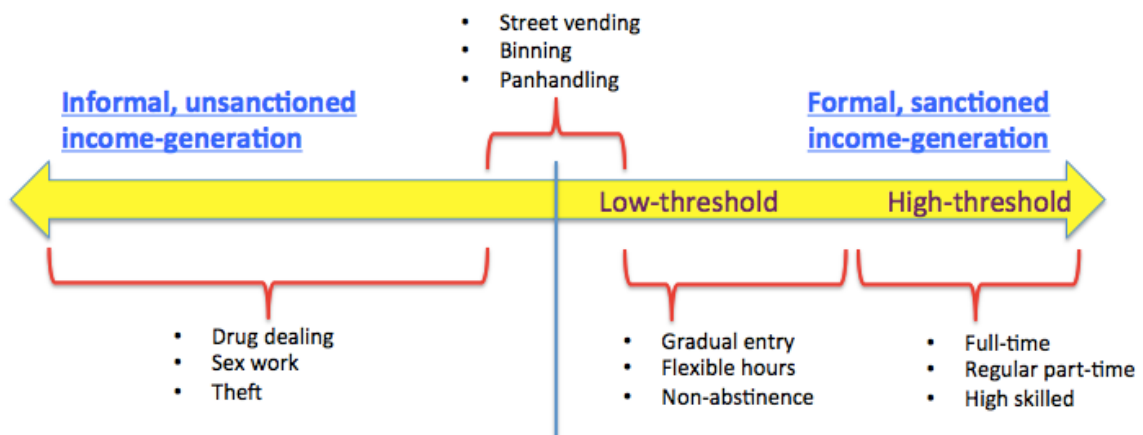 • Street vending
• Binning
• Panhandling
Informal, unsanctioned
income-generation
Formal, sanctioned
income-generation
Low-threshold
High-threshold
• Drug dealing
• Sex work
• Theft
• Gradual entry
• Flexible hours
• Non-abstinence
• Full-time
• Regular part-time
• High skilled